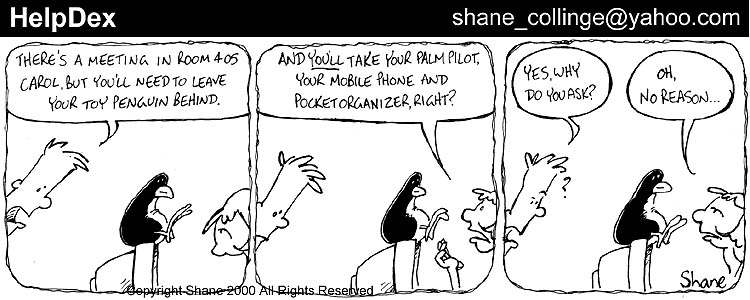 HelpDex
shane_collinge@yahoo.com
THERE'S A MEETING IN ROOM 405
CAROL, BUT YOU'LL NEED TO LEAVE
YOUR TOY PENGUIN BEHIND.
AND YOU'LL TAKE YOUR PALM PILOT,
YOUR MOBILE PHONE AND
POCKETORGANIZER, RIGHT?
YES, WHY
DO YOU ASK?
OH,
NO REASON...
?
Shane
Copyright Shane 2000 All Rights Reserved